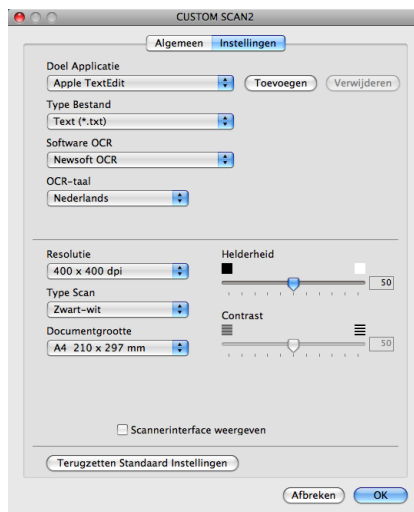 CUSTOM SCAN2
Algemeen Instellingen
Doel Applicatie
Apple TextEdit Toevoegen Verwijderen
Type Bestand
Text (*.txt)
Software OCR
Newsoft OCR
OCR-taal
Nederlands
Resolutie Helderheid
400 x 400 dpi 50
Type Scan
Zwart-wit Contrast
Documentgrootte 50
A4 210 x 297 mm
Scannerinterface weergeven
Terugzetten Standaard Instellingen
Afbreken OK